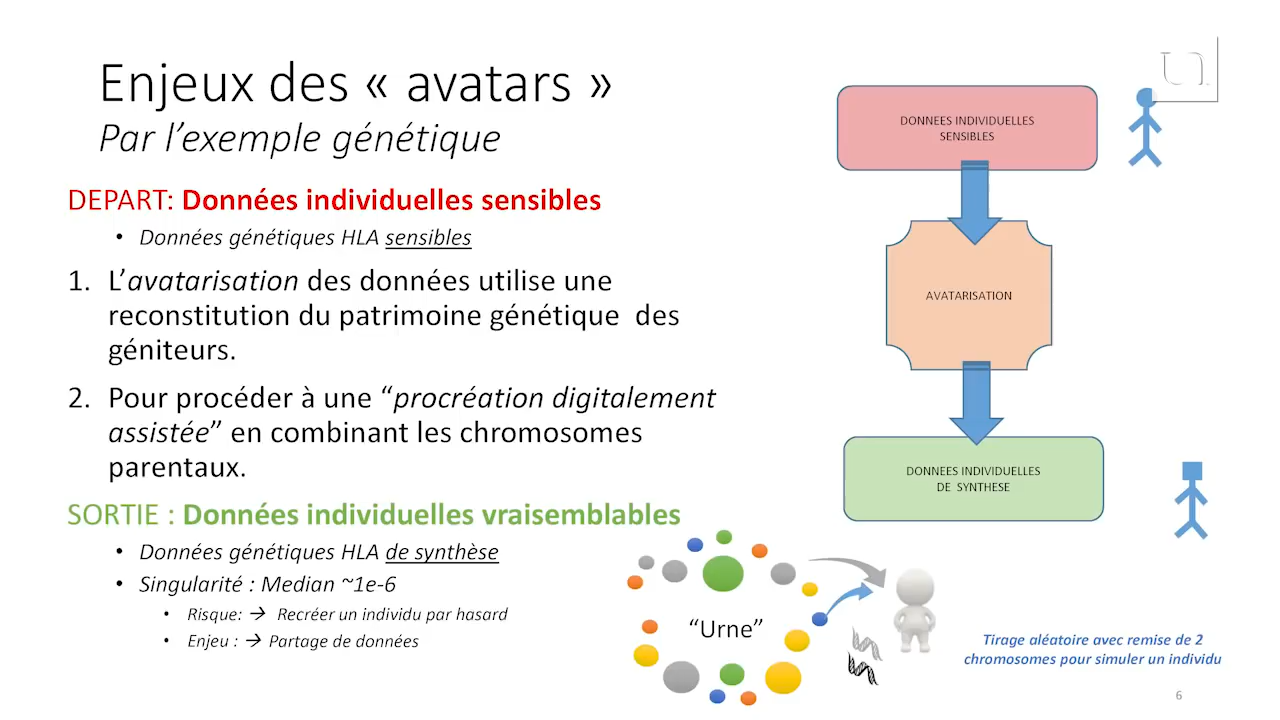 Enjeux des « avatars »
Par l’exemple génétique
DEPART: Données individuelles sensibles
• Données génétiques HLA sensibles
1. L’avatarisation des données utilise une
reconstitution du patrimoine génétique des
géniteurs.
2. Pour procéder à une “procréation digitalement
assistée” en combinant les chromosomes
parentaux.
SORTIE : Données individuelles vraisemblables
• Données génétiques HLA de synthèse
• Singularité : Median ~1e-6
• Risque: → Recréer un individu par hasard
• Enjeu : → Partage de données
DONNEES INDIVIDUELLES
SENSIBLES
AVATARISATION
DONNEES INDIVIDUELLES
DE SYNTHESE
“Urne”
Tirage aléatoire avec remise de 2
chromosomes pour simuler un individu
6